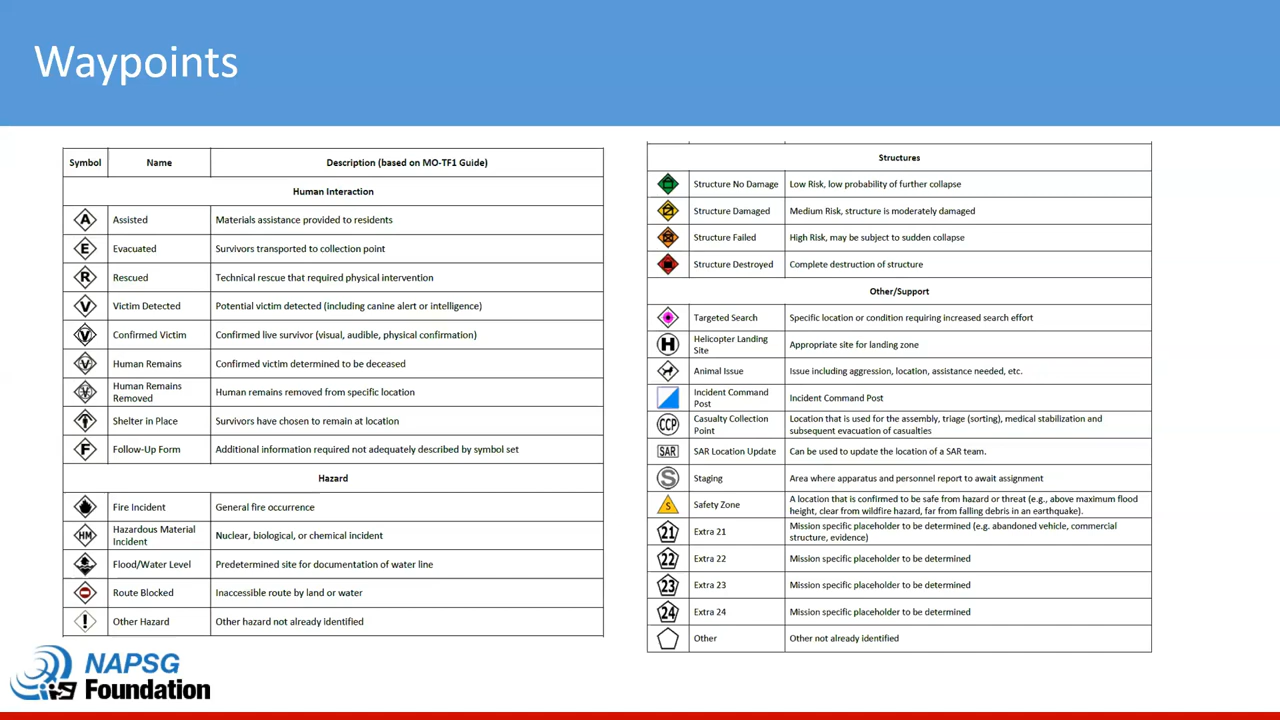 Waypoints
Symbol Name Description (based on MO-TF1 Guide)
Human Interaction
A Assisted Materials assistance provided to residents
E Evacuated Survivors transported to collection point
R Rescued Technical rescue that required physical intervention
V Victim Detected Potential victim detected (including canine alert or intelligence)
V Confirmed Victim Confirmed live survivor (visual, audible, physical confirmation)
V Human Remains Confirmed victim determined to be deceased
V Human Remains
Removed
Human remains removed from specific location
Shelter in Place Survivors have chosen to remain at location
F Follow-Up Form Additional information required not adequately described by symbol set
Hazard
Fire Incident General fire occurrence
HM Hazardous Material
Incident
Nuclear, biological, or chemical incident
Flood/Water Level Predetermined site for documentation of water line
Route Blocked Inaccessible route by land or water
! Other Hazard Other hazard not already identified
Structures
Structure No Damage Low Risk, low probability of further collapse
Structure Damaged Medium Risk, structure is moderately damaged
Structure Failed High Risk, may be subject to sudden collapse
Structure Destroyed Complete destruction of structure
Other/Support
Targeted Search Specific location or condition requiring increased search effort
H Helicopter Landing
Site
Appropriate site for landing zone
Animal Issue Issue including aggression, location, assistance needed, etc.
Incident Command
Post
Incident Command Post
CCP Casualty Collection
Point
Location that is used for the assembly, triage (sorting), medical stabilization and
subsequent evacuation of casualties
SAR SAR Location Update Can be used to update the location of a SAR team.
S Staging Area where apparatus and personnel report to await assignment
S Safety Zone
A location that is confirmed to be safe from hazard or threat (e.g., above maximum flood
height, clear from wildfire hazard, far from falling debris in an earthquake).
21 Extra 21
Mission specific placeholder to be determined (e.g. abandoned vehicle, commercial
structure, evidence)
22 Extra 22 Mission specific placeholder to be determined
23 Extra 23 Mission specific placeholder to be determined
24 Extra 24 Mission specific placeholder to be determined
Other Other not already identified
NAPSG
Foundation